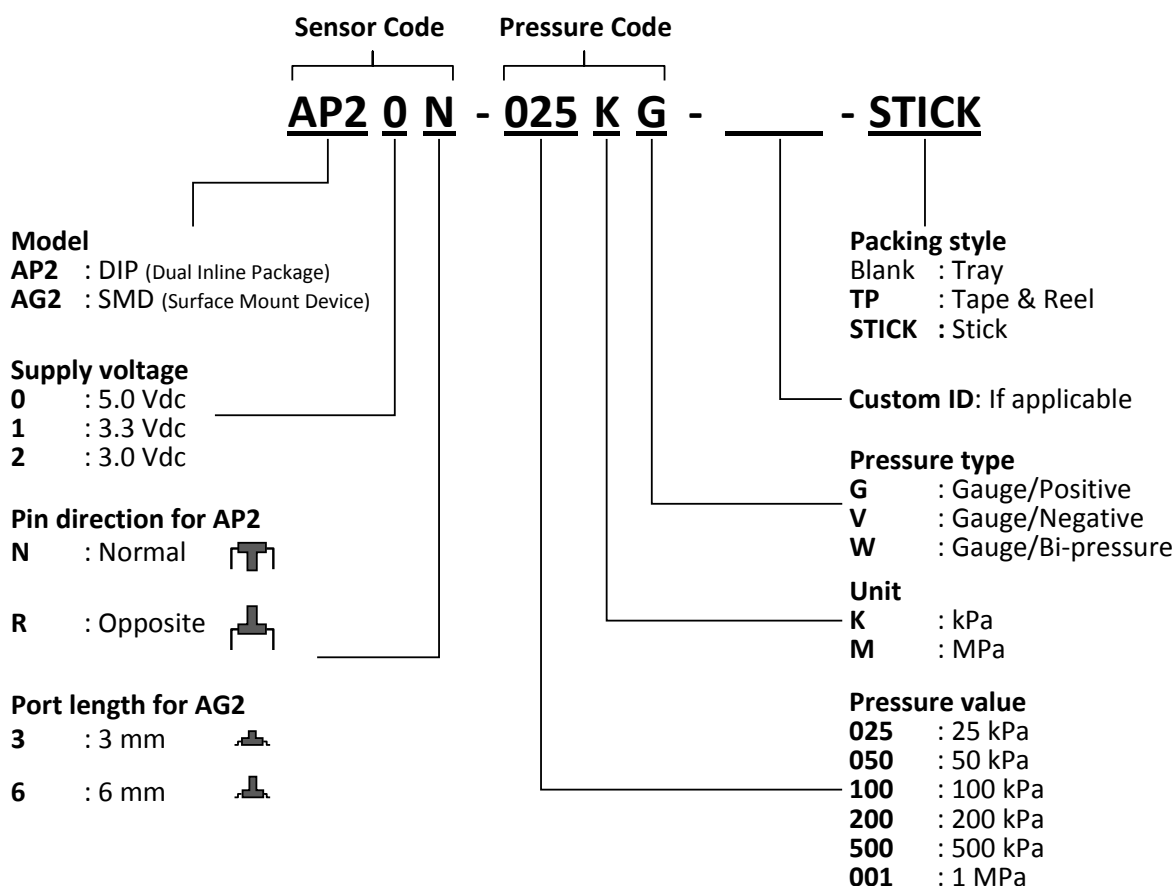 Sensor Code Pressure Code
AP2 0 N - 025 K G - ____ - STICK
Model
AP2 : DIP (Dual Inline Package)
AG2 : SMD (Surface Mount Device)
Supply voltage
0 : 5.0 Vdc
1 : 3.3 Vdc
2 : 3.0 Vdc
Pin direction for AP2
N : Normal
R : Opposite
Port length for AG2
3 : 3 mm
6 : 6 mm
Packing style
Blank : Tray
TP : Tape & Reel
STICK : Stick
Custom ID: If applicable
Pressure type
G : Gauge/Positive
V : Gauge/Negative
W : Gauge/Bi-pressure
Unit
K : kPa
M : MPa
Pressure value
025 : 25 kPa
050 : 50 kPa
100 : 100 kPa
200 : 200 kPa
500 : 500 kPa
001 : 1 MPa